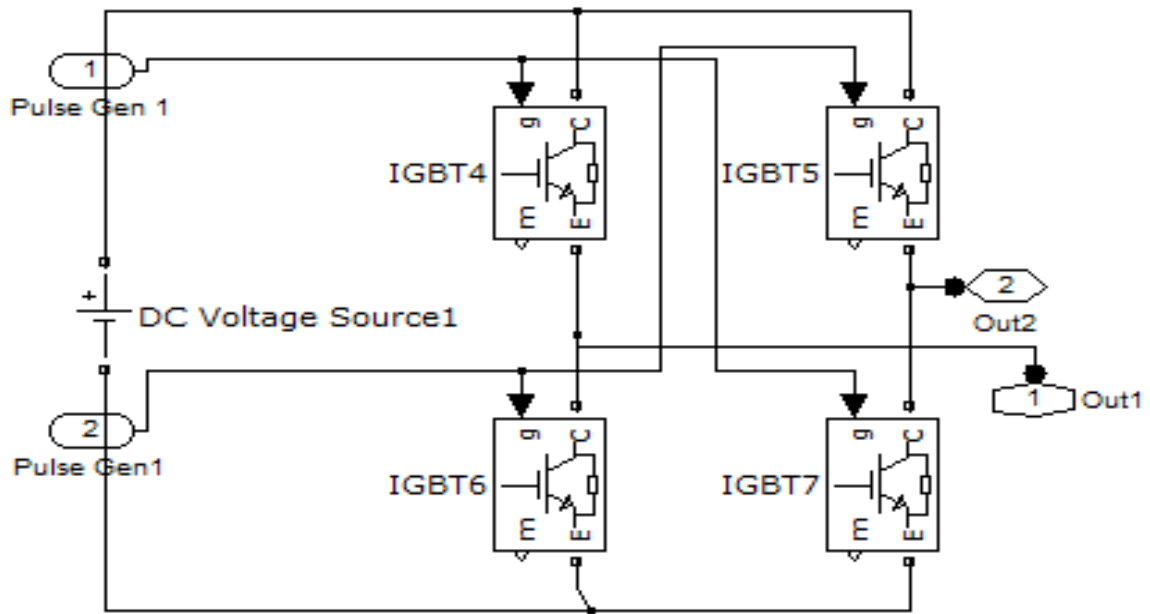 1
Pulse Gen 1
g C
IGBT4
m E
g C
IGBT5
m E
+
DC Voltage Source1
2
Out2
1
Out1
2
Pulse Gen1
g C
IGBT6
m E
g C
IGBT7
m E